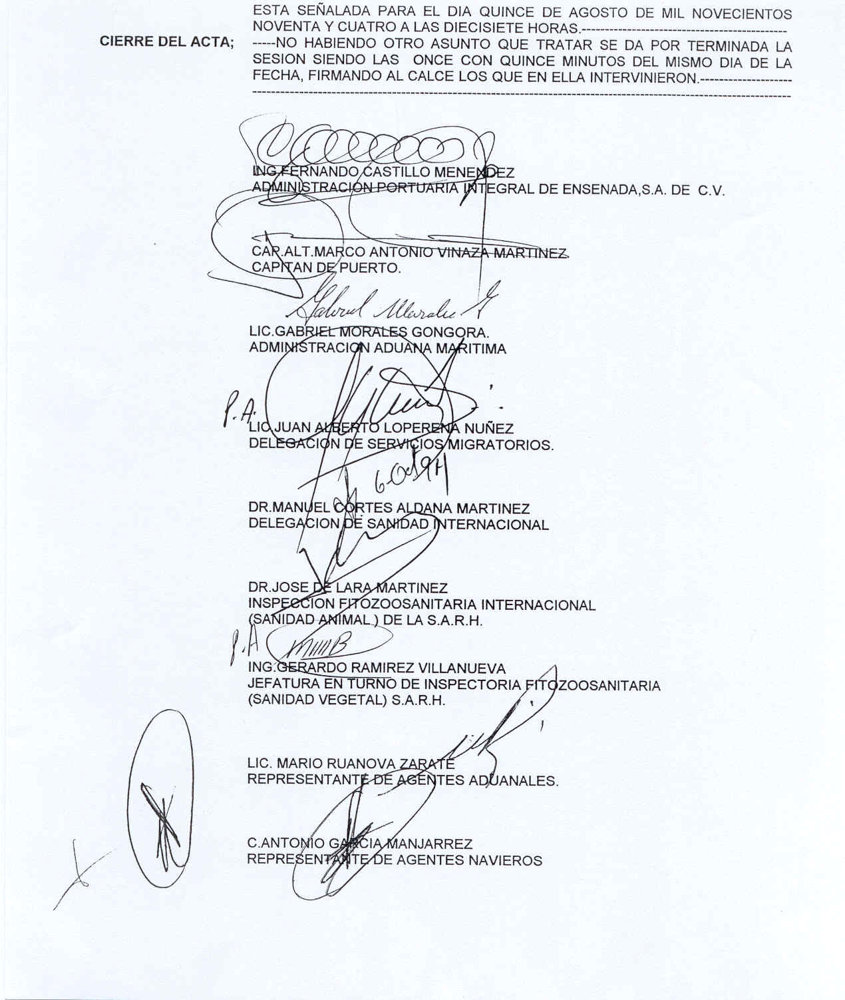 ESTA SEÑALADA PARA EL DIA QUINCE DE AGOSTO DE MIL NOVECIENTOS
NOVENTA Y CUATRO A LAS DIECISIETE HORAS.---------------------------------------------
CIERRE DEL ACTA; -----NO HABIENDO OTRO ASUNTO QUE TRATAR SE DA POR TERMINADA LA
SESION SIENDO LAS ONCE CON QUINCE MINUTOS DEL MISMO DIA DE LA
FECHA, FIRMANDO AL CALCE LOS QUE EN ELLA INTERVINIERON.--------------------
ING.FERNANDO CASTILLO MENENDEZ
ADMINISTRACION PORTUARIA INTEGRAL DE ENSENADA,S.A. DE C.V.
CAP.ALT.MARCO ANTONIO VINAZA MARTINEZ
CAPITAN DE PUERTO.
Gabriel Morales G
LIC.GABRIEL MORALES GONGORA.
ADMINISTRACION ADUANA MARITIMA
P.A.
LIC.JUAN ALBERTO LOPERENA NUÑEZ
DELEGACION DE SERVICIOS MIGRATORIOS.
6-Oct 94
DR.MANUEL CORTES ALDANA MARTINEZ
DELEGACION DE SANIDAD INTERNACIONAL
DR.JOSE DE LARA MARTINEZ
INSPECCION FITOZOOSANITARIA INTERNACIONAL
(SANIDAD ANIMAL ) DE LA S.A.R.H.
P.A
ING.GERARDO RAMIREZ VILLANUEVA
JEFATURA EN TURNO DE INSPECTORIA FITOZOOSANITARIA
(SANIDAD VEGETAL) S.A.R.H.
LIC. MARIO RUANOVA ZARATE
REPRESENTANTE DE AGENTES ADUANALES.
C.ANTONIO GARCIA MANJARREZ
REPRESENTANTE DE AGENTES NAVIEROS